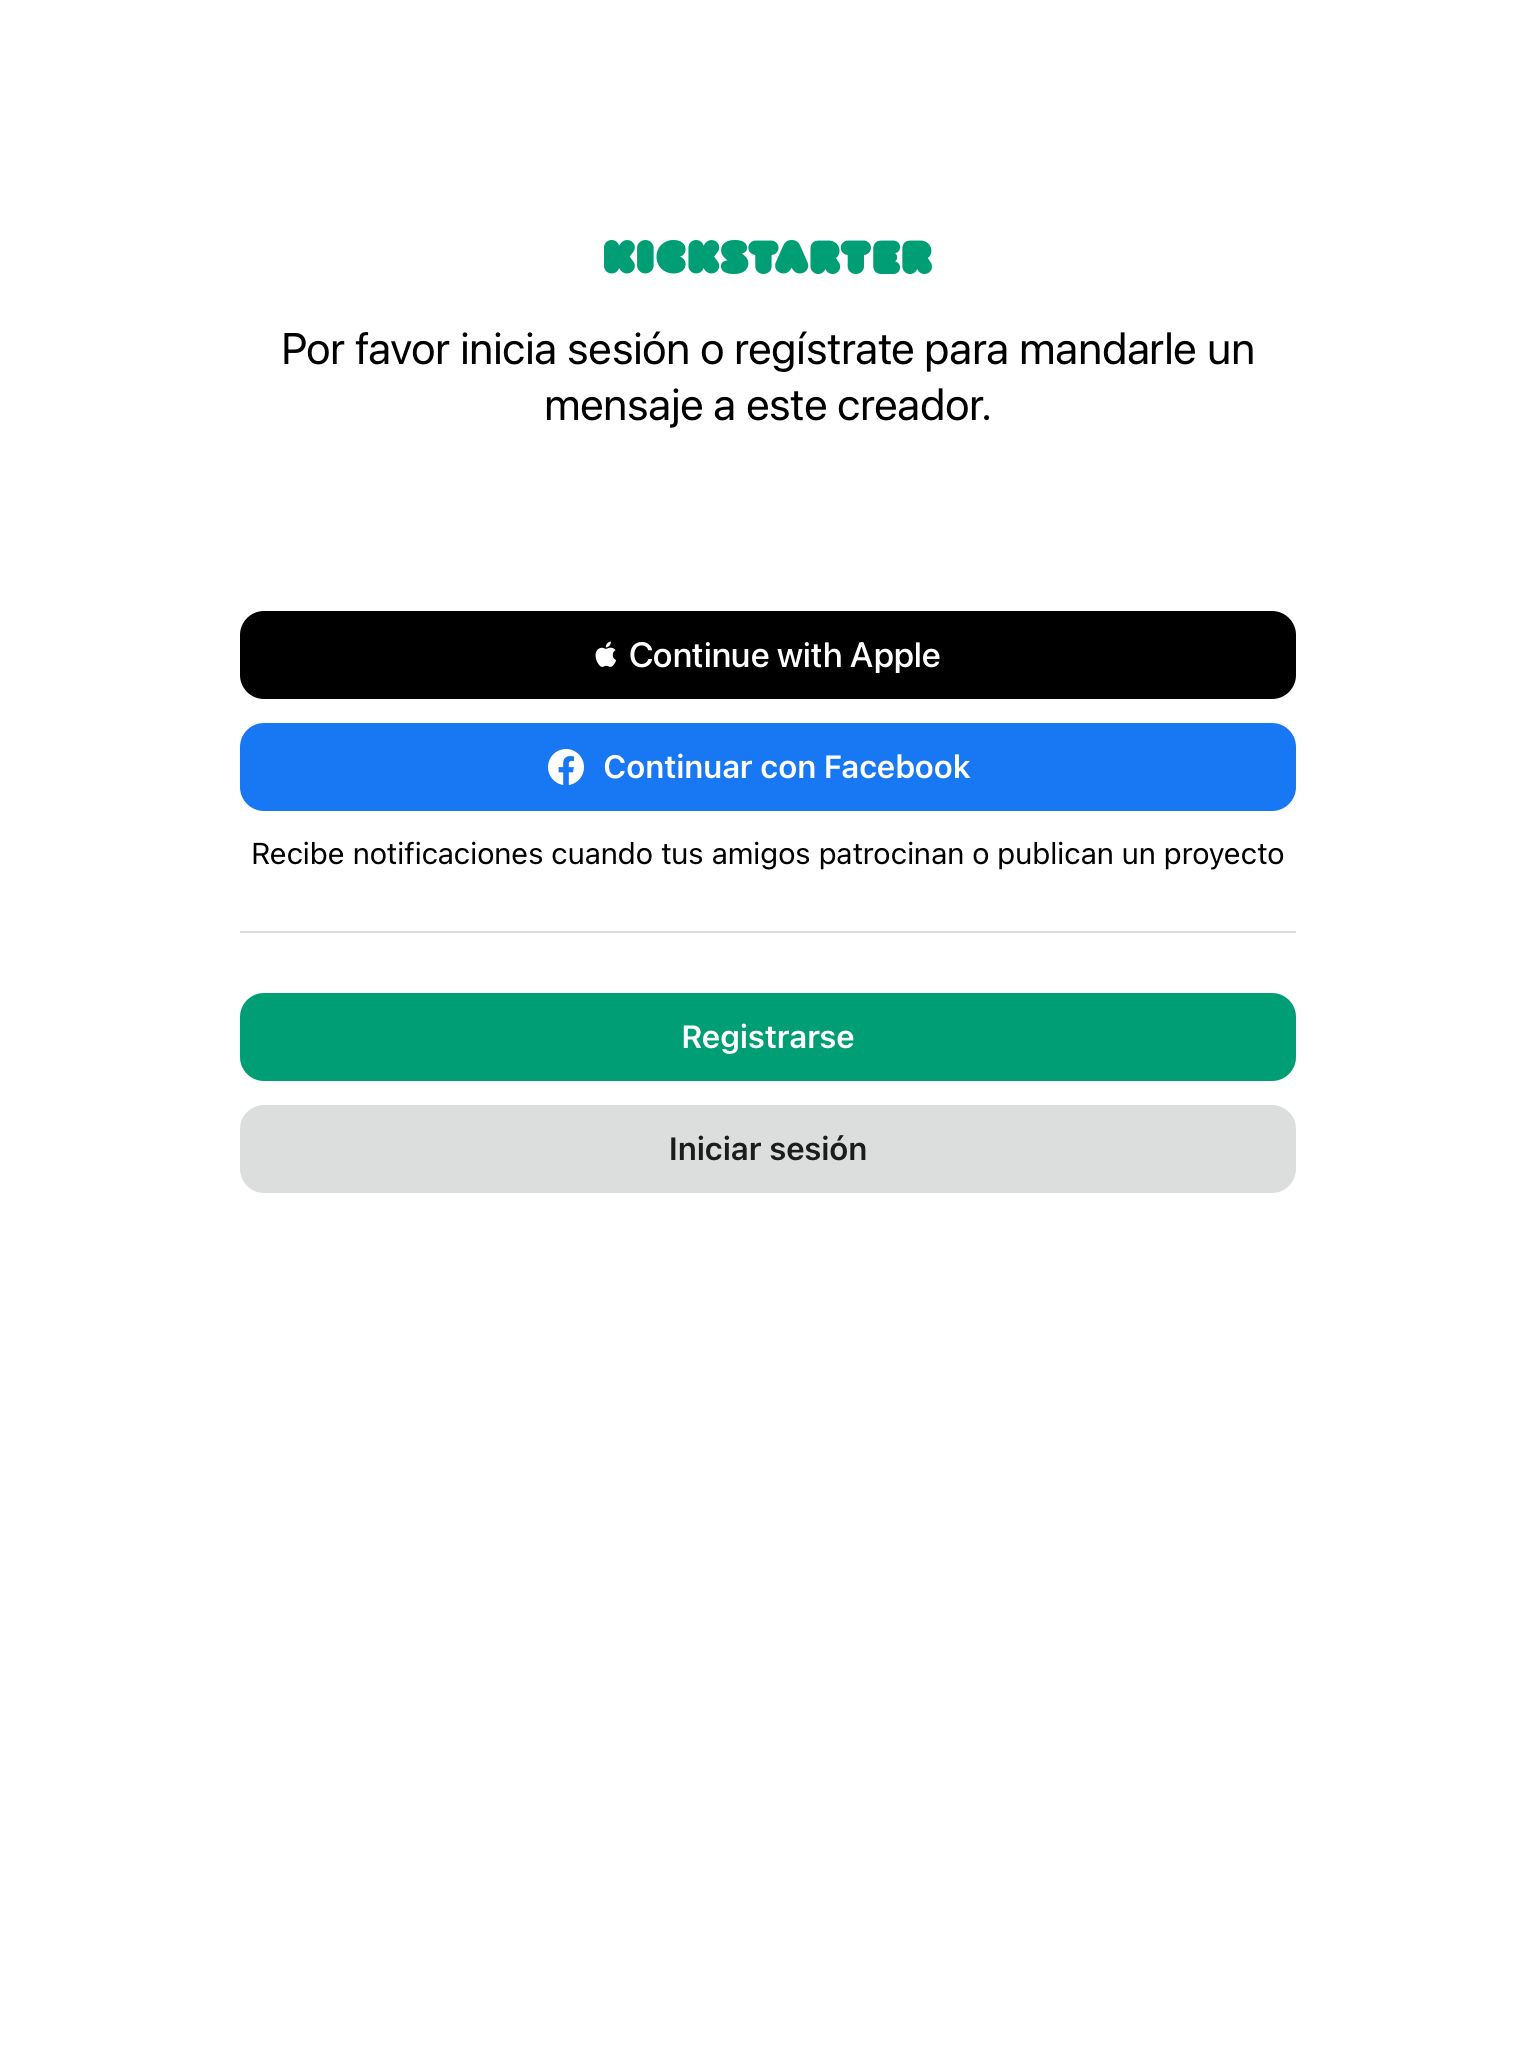 KICKSTARTER
Por favor inicia sesión o regístrate para mandarle un
mensaje a este creador.
Continue with Apple
Continuar con Facebook
Recibe notificaciones cuando tus amigos patrocinan o publican un proyecto
Registrarse
Iniciar sesión